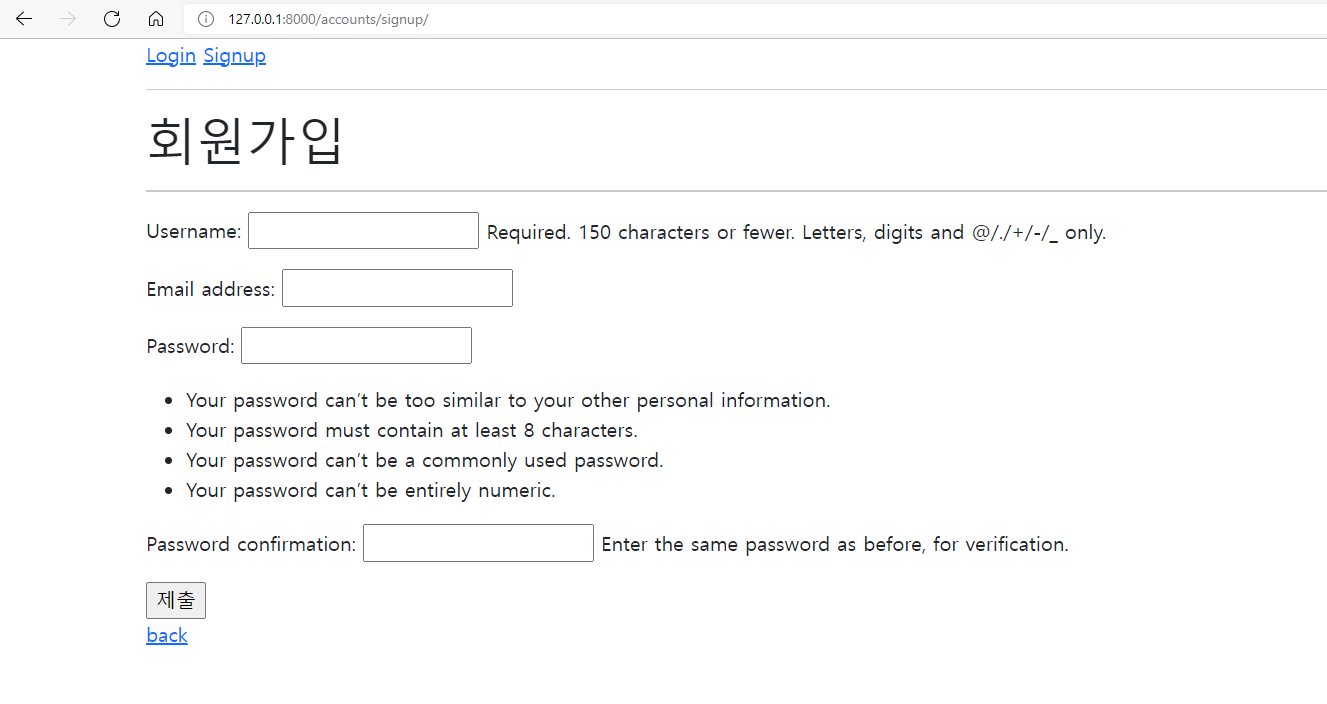 127.0.0.1:8000/accounts/signup/
Login Signup
회원가입
Username: Required. 150 characters or fewer. Letters, digits and @/./+/-/_ only.
Email address:
Password:
• Your password can't be too similar to your other personal information.
• Your password must contain at least 8 characters.
• Your password can't be a commonly used password.
• Your password can't be entirely numeric.
Password confirmation: Enter the same password as before, for verification.
제출
back